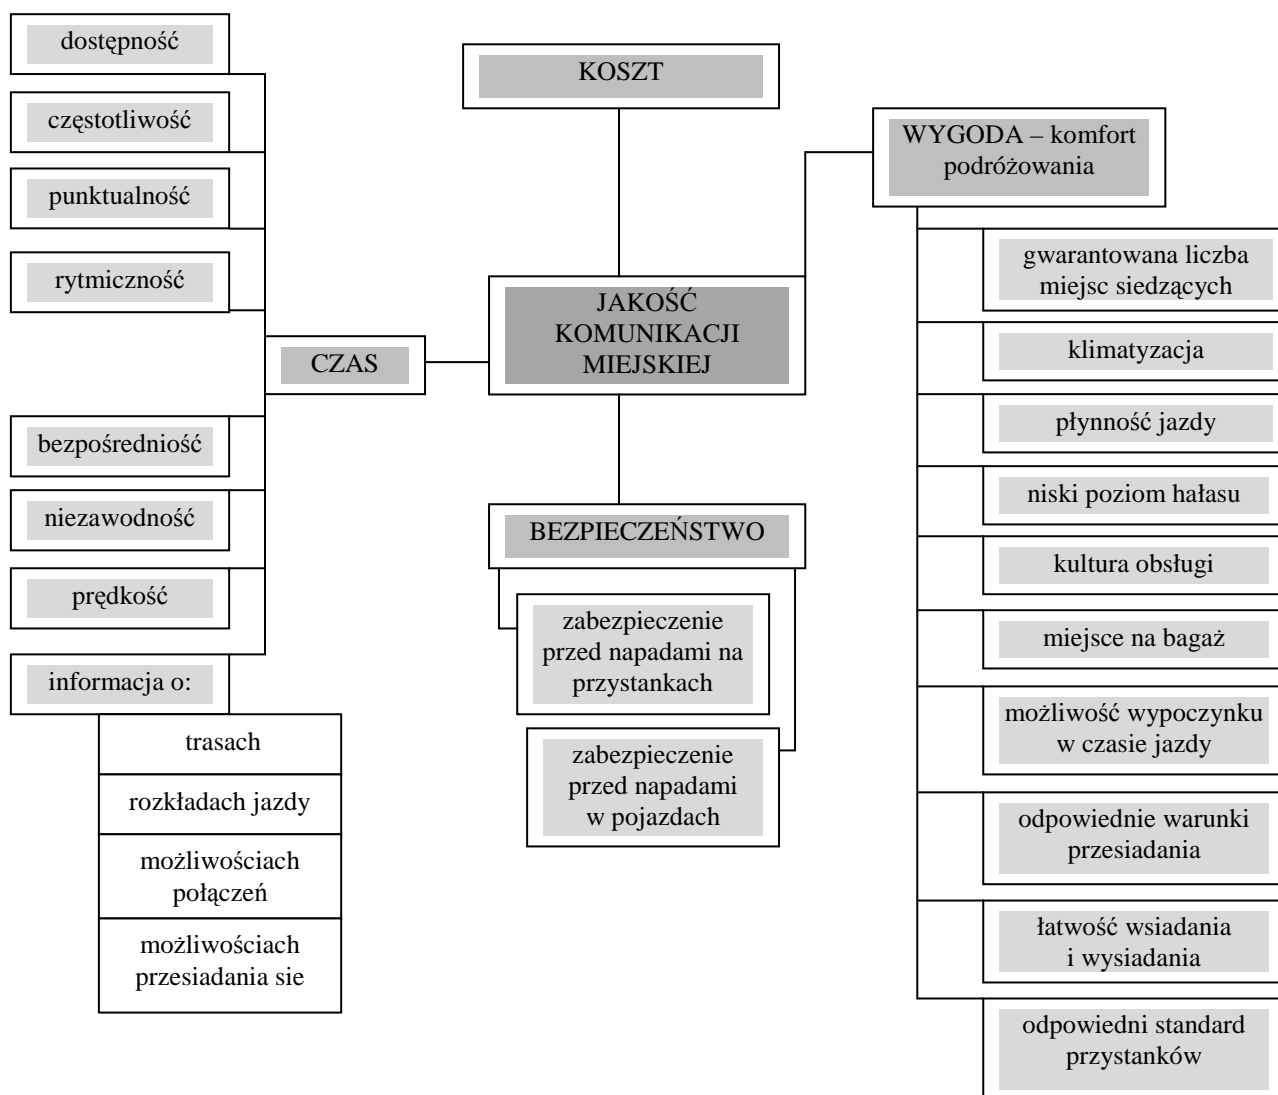 dostępność
częstotliwość
punktualność
rytmiczność
CZAS
bezpośredniość
niezawodność
prędkość
informacja o:
trasach
rozkładach jazdy
możliwościach
połączeń
możliwościach
przesiadania sie
KOSZT
JAKOŚĆ
KOMUNIKACJI
MIEJSKIEJ
BEZPIECZEŃSTWO
zabezpieczenie
przed napadami na
przystankach
zabezpieczenie
przed napadami
w pojazdach
WYGODA – komfort
podróżowania
gwarantowana liczba
miejsc siedzących
klimatyzacja
płynność jazdy
niski poziom hałasu
kultura obsługi
miejsce na bagaż
możliwość wypoczynku
w czasie jazdy
odpowiednie warunki
przesiadania
łatwość wsiadania
i wysiadania
odpowiedni standard
przystanków